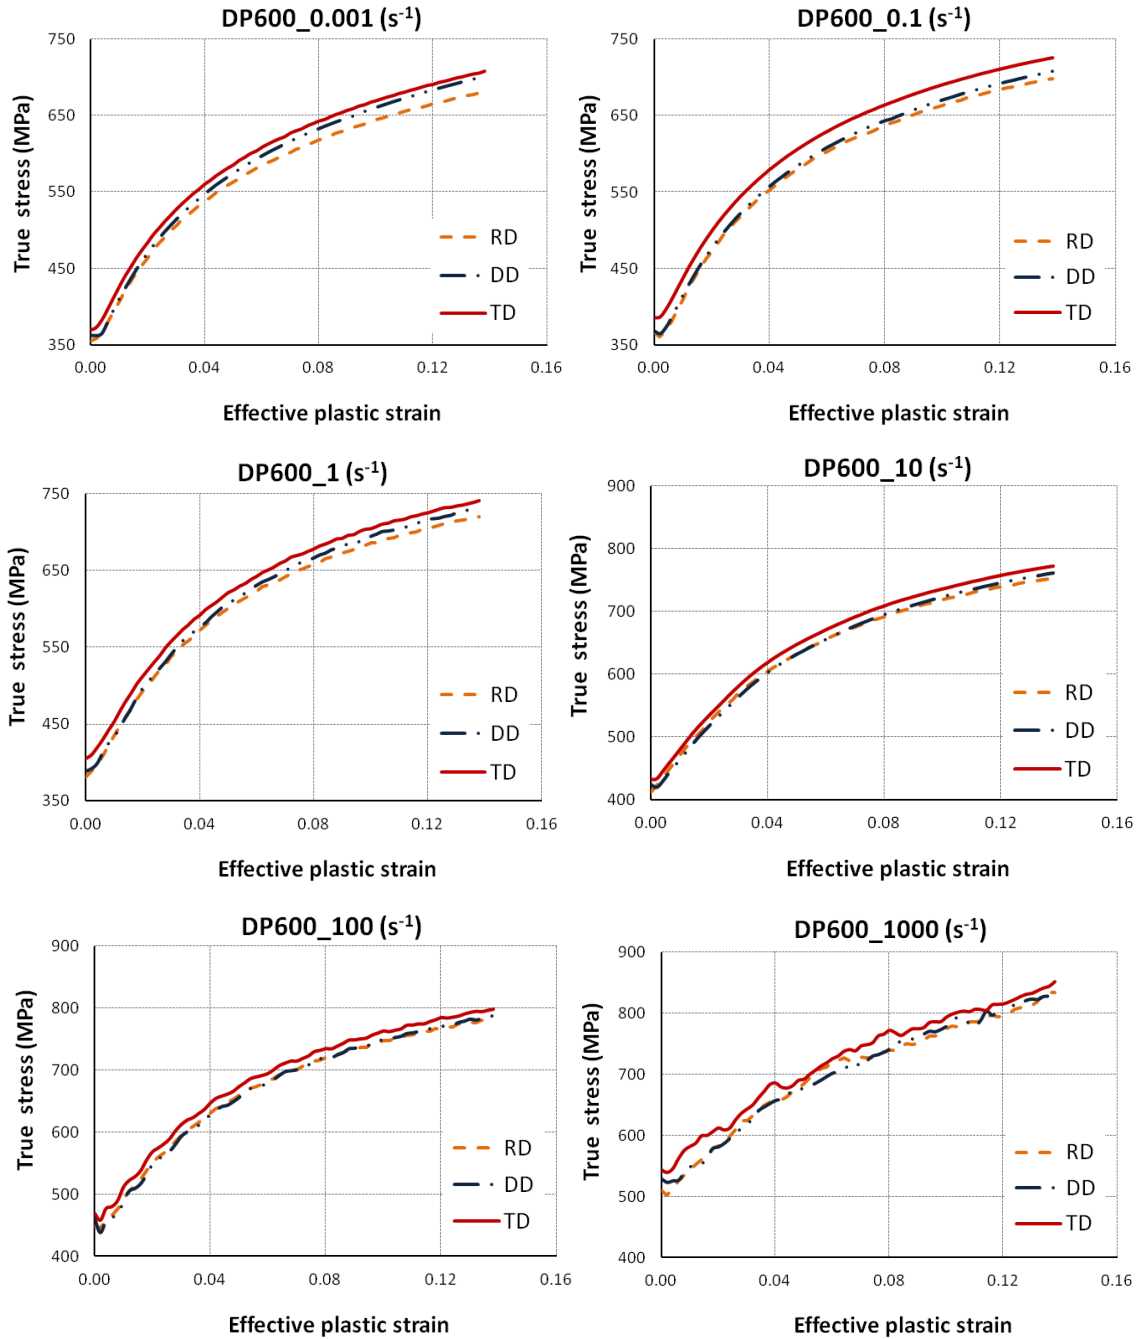 DP600_0.001 (s⁻¹)
750
650
550
450
350
0.00
0.04
0.08
0.12
0.16
True stress (MPa)
Effective plastic strain
RD
DD
TD
DP600_0.1 (s⁻¹)
750
650
550
450
350
0.00
0.04
0.08
0.12
0.16
True stress (MPa)
Effective plastic strain
RD
DD
TD
DP600_1 (s⁻¹)
750
650
550
450
350
0.00
0.04
0.08
0.12
0.16
True stress (MPa)
Effective plastic strain
RD
DD
TD
DP600_10 (s⁻¹)
900
800
700
600
500
400
0.00
0.04
0.08
0.12
0.16
True stress (MPa)
Effective plastic strain
RD
DD
TD
DP600_100 (s⁻¹)
900
800
700
600
500
400
0.00
0.04
0.08
0.12
0.16
True stress (MPa)
Effective plastic strain
RD
DD
TD
DP600_1000 (s⁻¹)
900
800
700
600
500
400
0.00
0.04
0.08
0.12
0.16
True stress (MPa)
Effective plastic strain
RD
DD
TD